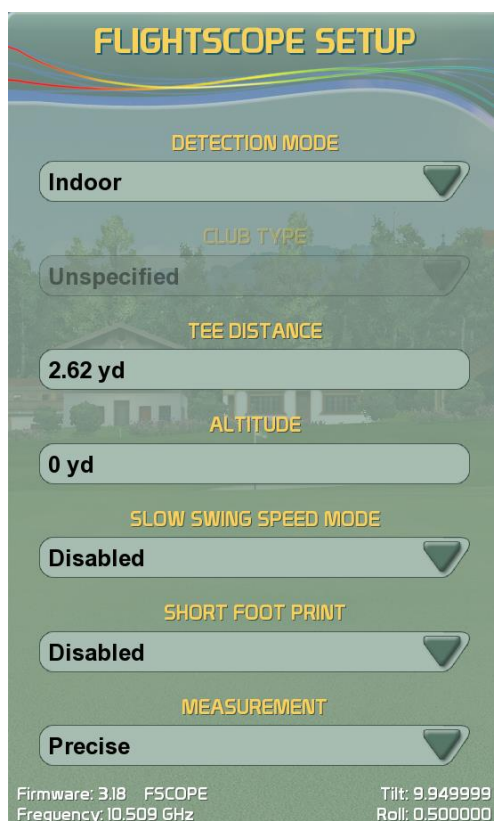 FLIGHTSCOPE SETUP
DETECTION MODE
Indoor
CLUB TYPE
Unspecified
TEE DISTANCE
2.62 yd
ALTITUDE
0 yd
SLOW SWING SPEED MODE
Disabled
SHORT FOOT PRINT
Disabled
MEASUREMENT
Precise
Firmware: 3.18 FSCOPE Tilt: 9.949999
Frequency: 10.509 GHz Roll: 0.500000